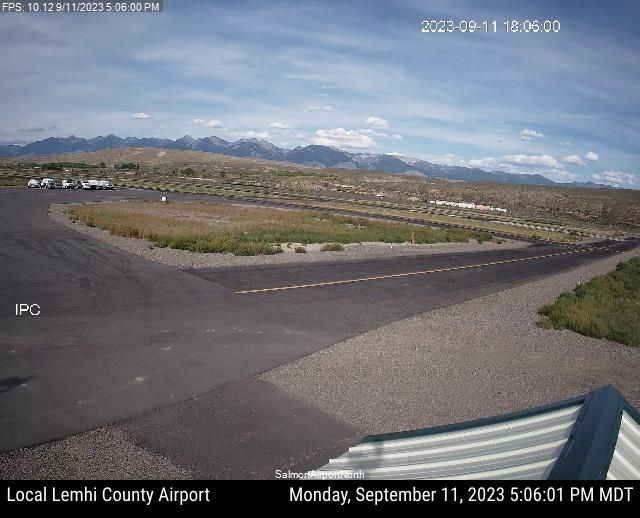 FPS: 10.12 9/11/2023 5:06:00 PM
2023-09-11 18:06:00
IPC
SalmonAirportNorth
Local Lemhi County Airport
Monday, September 11, 2023 5:06:01 PM MDT